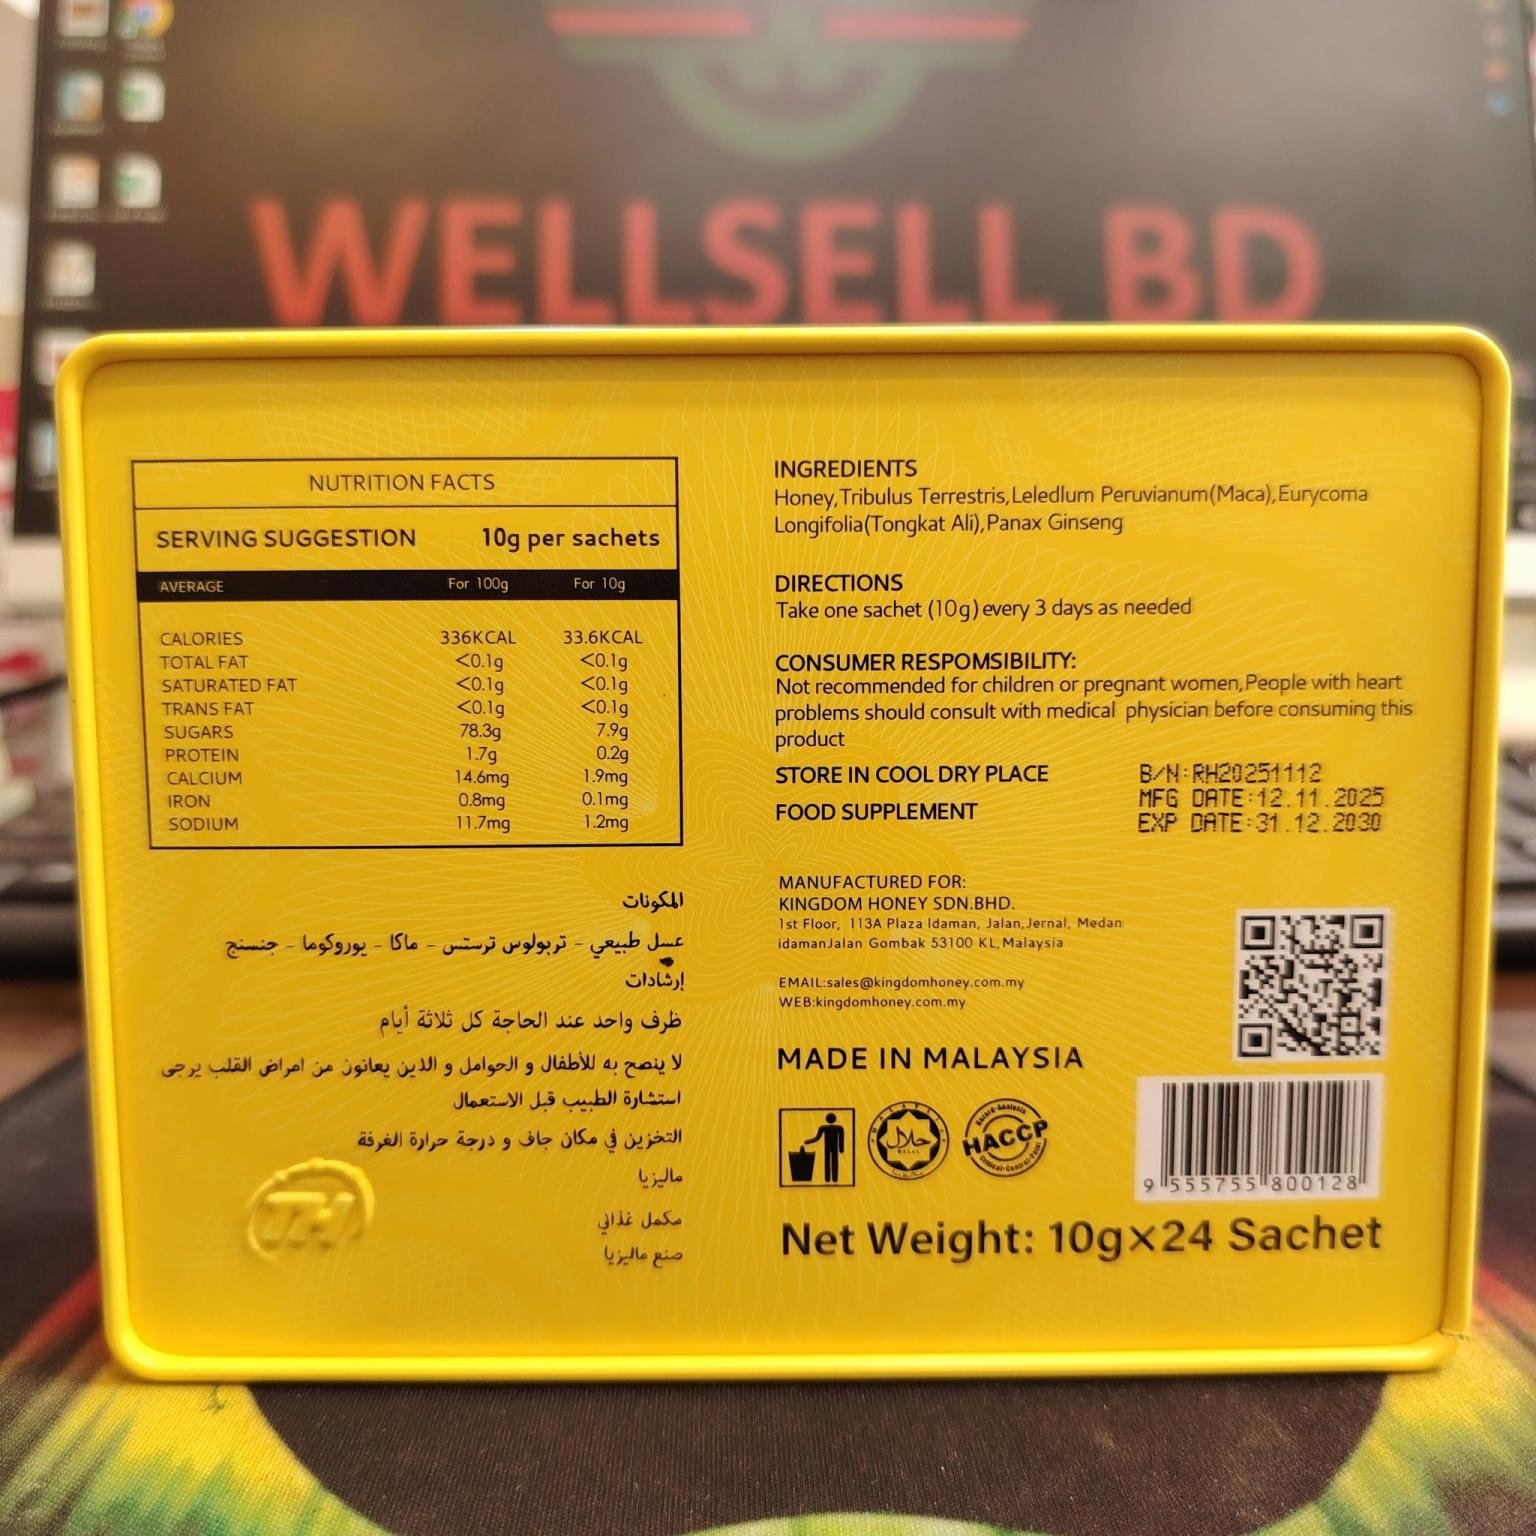 WELLSELL BD
NUTRITION FACTS
SERVING SUGGESTION 10g per sachets
AVERAGE For 100g For 10g
CALORIES 336KCAL 33.6KCAL
TOTAL FAT <0.1g <0.1g
SATURATED FAT <0.1g <0.1g
TRANS FAT <0.1g <0.1g
SUGARS 78.3g 7.9g
PROTEIN 1.7g 0.2g
CALCIUM 14.6mg 1.9mg
IRON 0.8mg 0.1mg
SODIUM 11.7mg 1.2mg
المكونات
عسل طبيعي - تربولوس ترستس - ماكا - يوروكوما - جنسنج
إرشادات
ظرف واحد عند الحاجة كل ثلاثة أيام
لا ينصح به للأطفال و الحوامل و الذين يعانون من امراض القلب يرجى
استشارة الطبيب قبل الاستعمال
التخزين في مكان جاف و درجة حرارة الغرفة
ماليزيا
مكمل غذائي
صنع ماليزيا
INGREDIENTS
Honey,Tribulus Terrestris,Leledlum Peruvianum(Maca),Eurycoma
Longifolia(Tongkat Ali),Panax Ginseng
DIRECTIONS
Take one sachet (10g) every 3 days as needed
CONSUMER RESPOMSIBILITY:
Not recommended for children or pregnant women,People with heart
problems should consult with medical physician before consuming this
product
STORE IN COOL DRY PLACE
FOOD SUPPLEMENT
B/N:RH20251112
MFG DATE:12.11.2025
EXP DATE:31.12.2030
MANUFACTURED FOR:
KINGDOM HONEY SDN.BHD.
1st Floor, 113A Plaza Idaman, Jalan,Jernal, Medan
idamanJalan Gombak 53100 KL,Malaysia
EMAIL:sales@kingdomhoney.com.my
WEB:kingdomhoney.com.my
MADE IN MALAYSIA
MALAYSIA
حلال
HALAL
Hazard-Analysis
HACCP
Critical-Control-Point
9 555755 800128
Net Weight: 10g×24 Sachet